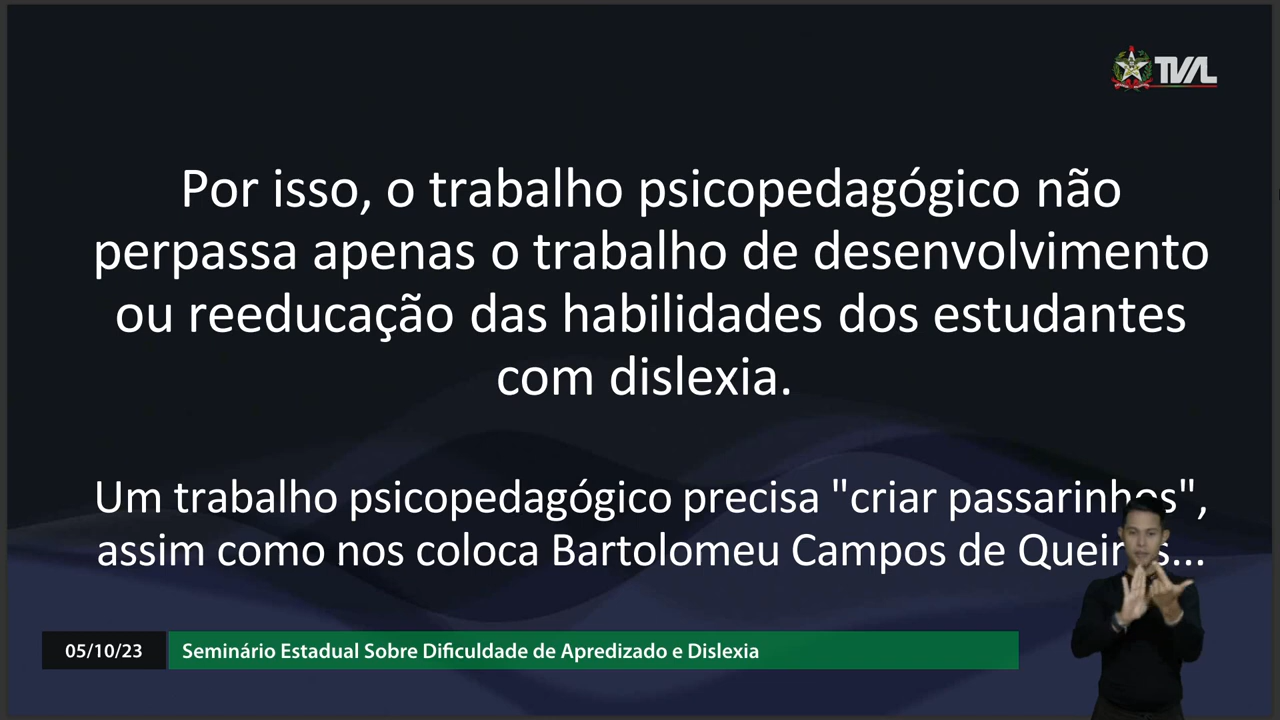 TVAL
Por isso, o trabalho psicopedagógico não
perpassa apenas o trabalho de desenvolvimento
ou reeducação das habilidades dos estudantes
com dislexia.
Um trabalho psicopedagógico precisa "criar passarinhos",
assim como nos coloca Bartolomeu Campos de Queirós...
05/10/23
Seminário Estadual Sobre Dificuldade de Apredizado e Dislexia